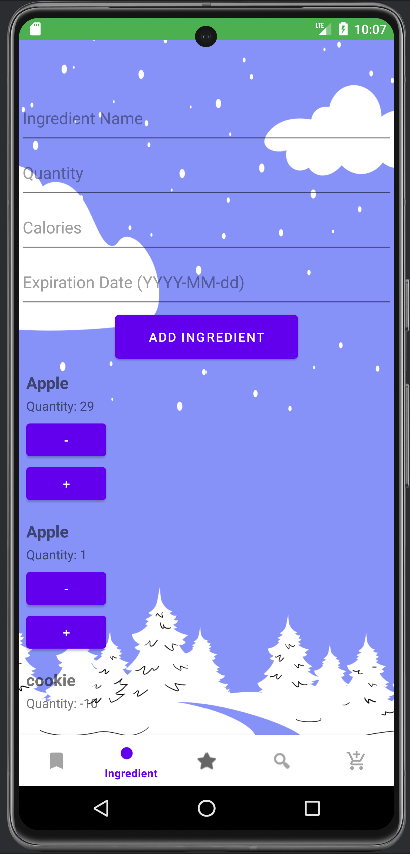 LTE 10:07
Ingredient Name
Quantity
Calories
Expiration Date (YYYY-MM-dd)
ADD INGREDIENT
Apple
Quantity: 29
-
+
Apple
Quantity: 1
-
+
cookie
Quantity: -10
Ingredient